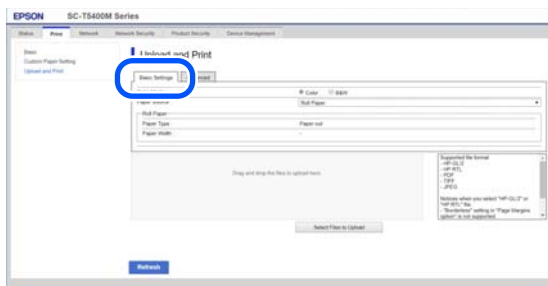 EPSON SC-T5400M Series
Status Print Network Network Security Product Security Device Management
Basic
Custom Paper Setting
Upload and Print
Upload and Print
Basic Settings
Color B&W
Roll Paper
Roll Paper
Paper Type Paper out
Paper Width -
Drag and drop the files to upload here.
Supported file format
- HP-GL/2
- HP RTL
- PDF
- TIFF
- JPEG
Notices when you select "HP-GL/2" or
"HP RTL" file.
- "Borderless" setting in "Page Margins
option" is not supported
Select Files to Upload
Refresh